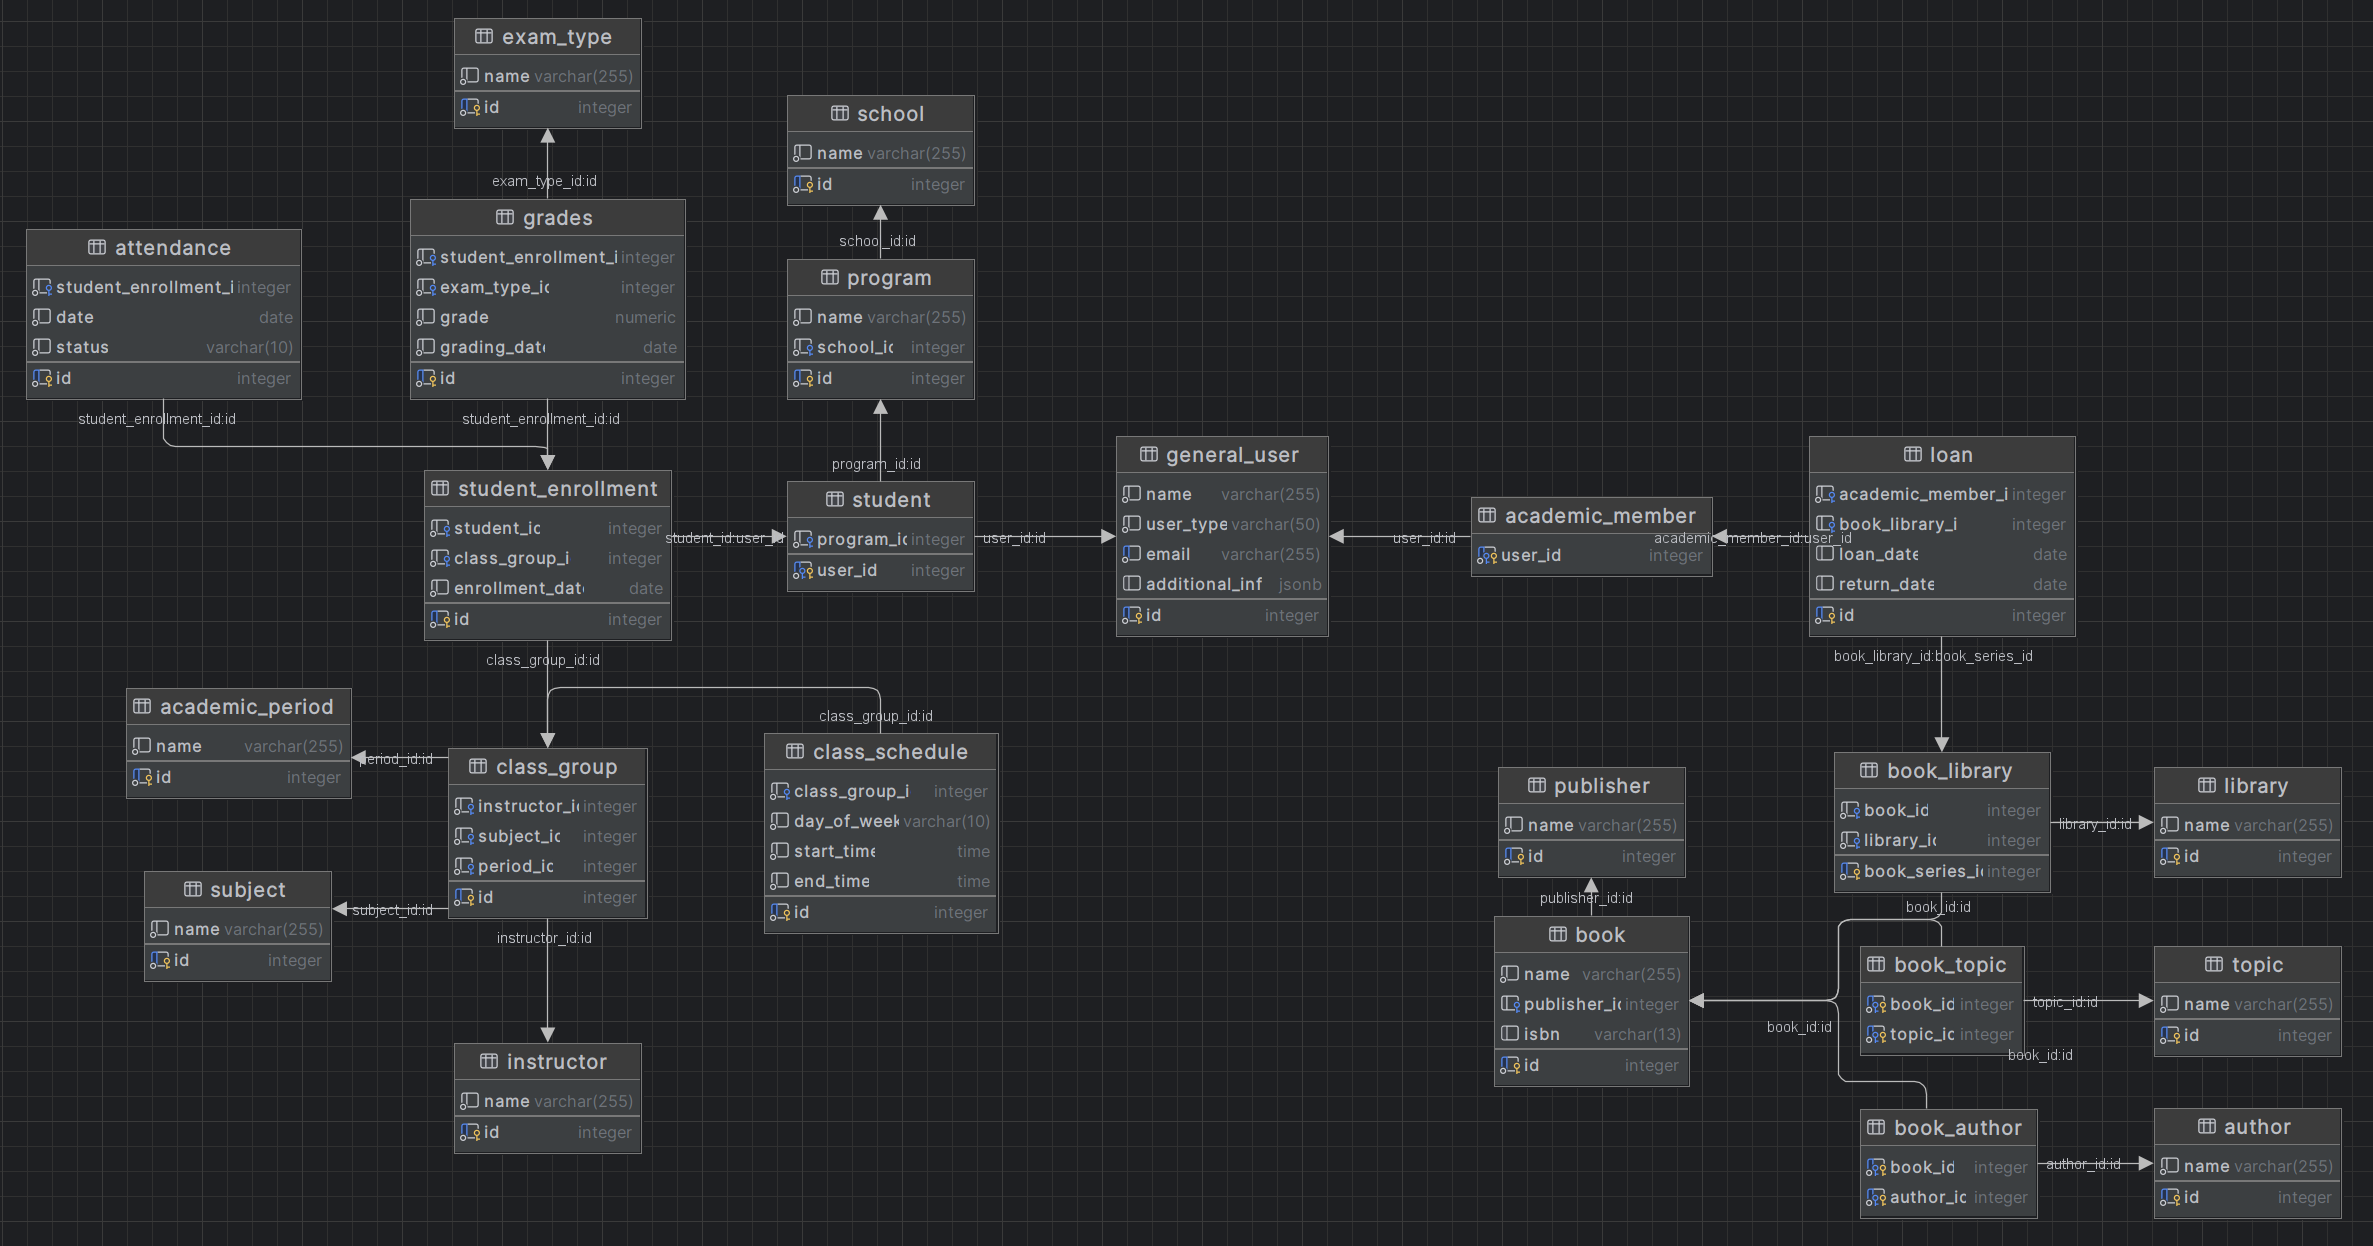 exam_type
name varchar(255)
id integer
exam_type_id:id
school
name varchar(255)
id integer
school_id:id
grades
student_enrollment_i integer
exam_type_ic integer
grade numeric
grading_date date
id integer
student_enrollment_id:id
attendance
student_enrollment_i integer
date date
status varchar(10)
id integer
student_enrollment_id:id
program
name varchar(255)
school_ic integer
id integer
program_id:id
student_enrollment
student_ic integer
class_group_i integer
enrollment_date date
id integer
student_id:user_id
class_group_id:id
student
program_ic integer
user_id integer
user_id:id
general_user
name varchar(255)
user_type varchar(50)
email varchar(255)
additional_inf jsonb
id integer
user_id:id
academic_member
user_id integer
academic_member_id:user_id
loan
academic_member_i integer
book_library_i integer
loan_date date
return_date date
id integer
book_library_id:book_series_id
academic_period
name varchar(255)
id integer
period_id:id
class_group
instructor_ic integer
subject_ic integer
period_ic integer
id integer
class_group_id:id
class_schedule
class_group_i integer
day_of_week varchar(10)
start_time time
end_time time
id integer
subject
name varchar(255)
id integer
subject_id:id
instructor_id:id
instructor
name varchar(255)
id integer
publisher
name varchar(255)
id integer
publisher_id:id
book
name varchar(255)
publisher_ic integer
isbn varchar(13)
id integer
book_library
book_id integer
library_ic integer
book_series_ic integer
library_id:id
library
name varchar(255)
id integer
book_id:id
book_topic
book_id integer
topic_ic integer
topic_id:id
topic
name varchar(255)
id integer
book_id:id
book_id:id
book_author
book_id integer
author_ic integer
author_id:id
author
name varchar(255)
id integer